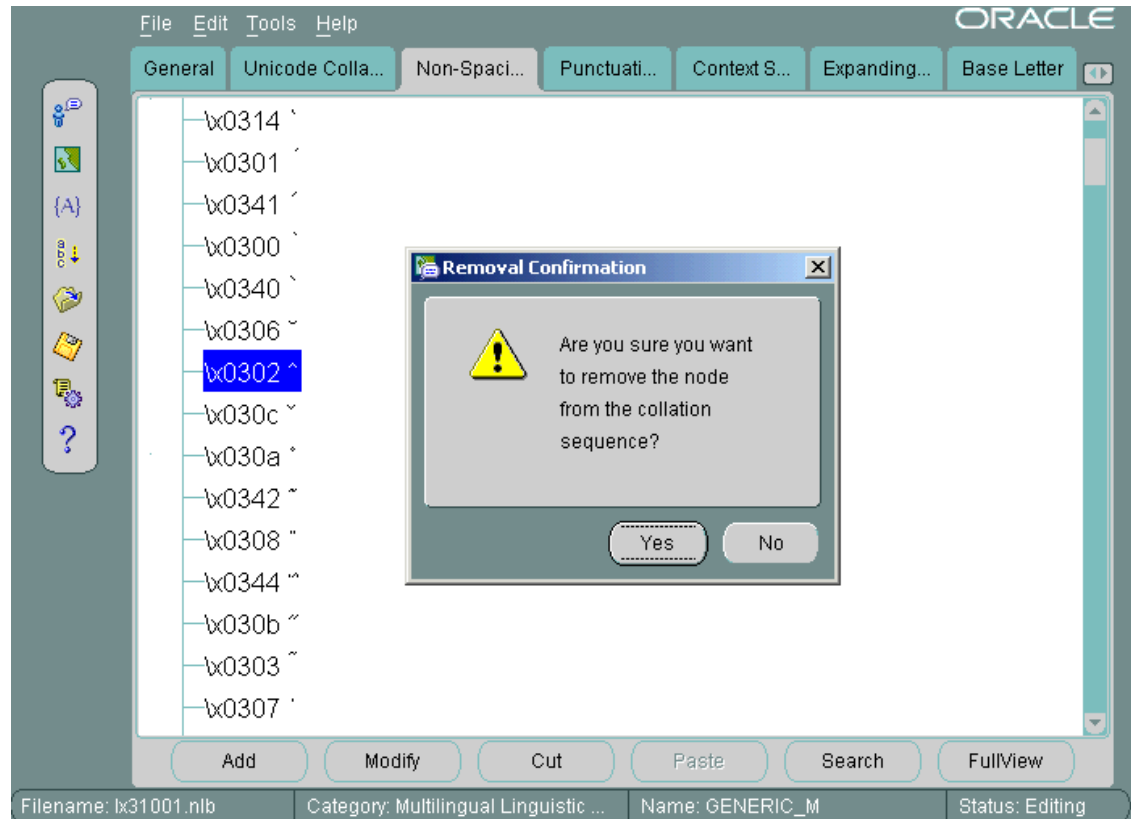 File Edit Tools Help
ORACLE
General Unicode Colla... Non-Spaci... Punctuati... Context S... Expanding... Base Letter
\x0314 ̔
\x0301 ́
\x0341 ́
\x0300 ̀
\x0340 ̀
\x0306 ̆
\x0302 ^
\x030c ̌
\x030a ̊
\x0342 ͂
\x0308 ̈
\x0344 ̈́
\x030b ̋
\x0303 ̃
\x0307 ̇
{A}
a
b
c
?
Removal Confirmation
Are you sure you want
to remove the node
from the collation
sequence?
Yes No
Add Modify Cut Paste Search FullView
Filename: lx31001.nlb Category: Multilingual Linguistic ... Name: GENERIC_M Status: Editing